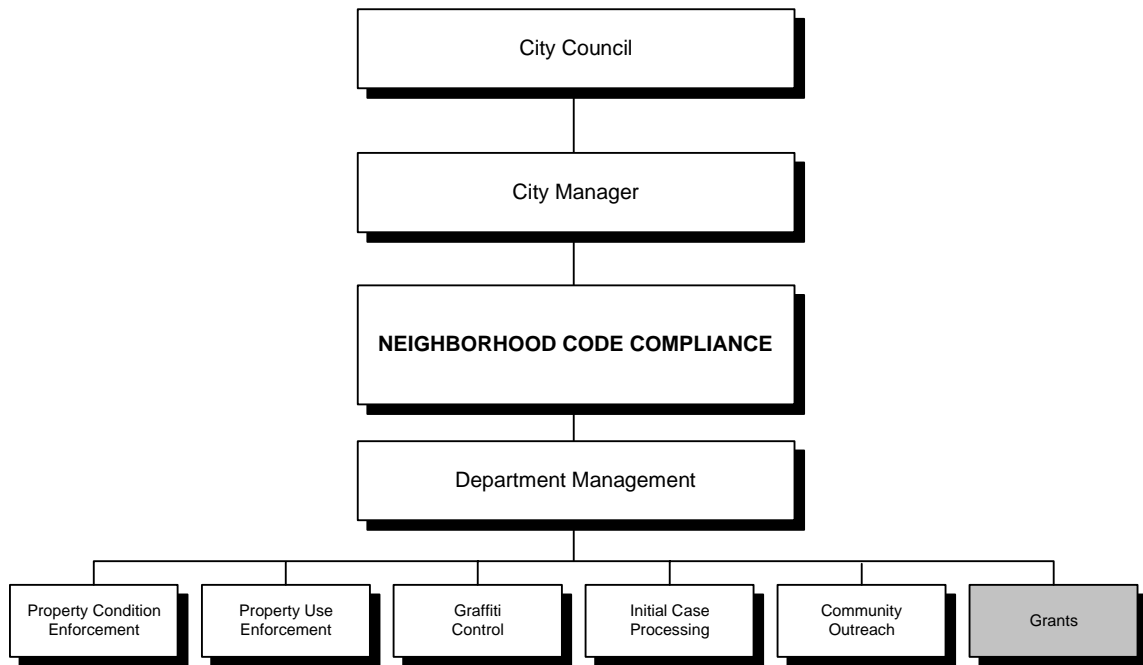 City Council
City Manager
NEIGHBORHOOD CODE COMPLIANCE
Department Management
Property Condition
Enforcement
Property Use
Enforcement
Graffiti
Control
Initial Case
Processing
Community
Outreach
Grants